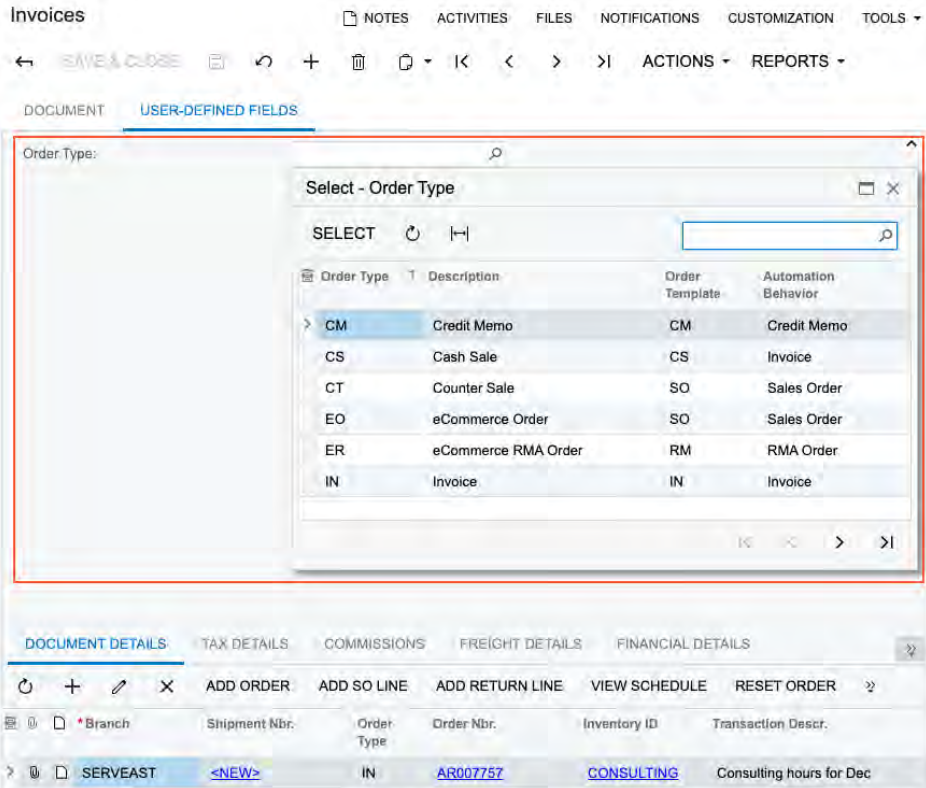 Invoices NOTES ACTIVITIES FILES NOTIFICATIONS CUSTOMIZATION TOOLS
SAVE & CLOSE ACTIONS REPORTS
DOCUMENT USER-DEFINED FIELDS
Order Type:
Select - Order Type
SELECT
Order Type Description Order Template Automation Behavior
CM Credit Memo CM Credit Memo
CS Cash Sale CS Invoice
CT Counter Sale SO Sales Order
EO eCommerce Order SO Sales Order
ER eCommerce RMA Order RM RMA Order
IN Invoice IN Invoice
DOCUMENT DETAILS TAX DETAILS COMMISSIONS FREIGHT DETAILS FINANCIAL DETAILS
ADD ORDER ADD SO LINE ADD RETURN LINE VIEW SCHEDULE RESET ORDER
*Branch Shipment Nbr. Order Type Order Nbr. Inventory ID Transaction Descr.
SERVEAST <NEW> IN AR007757 CONSULTING Consulting hours for Dec